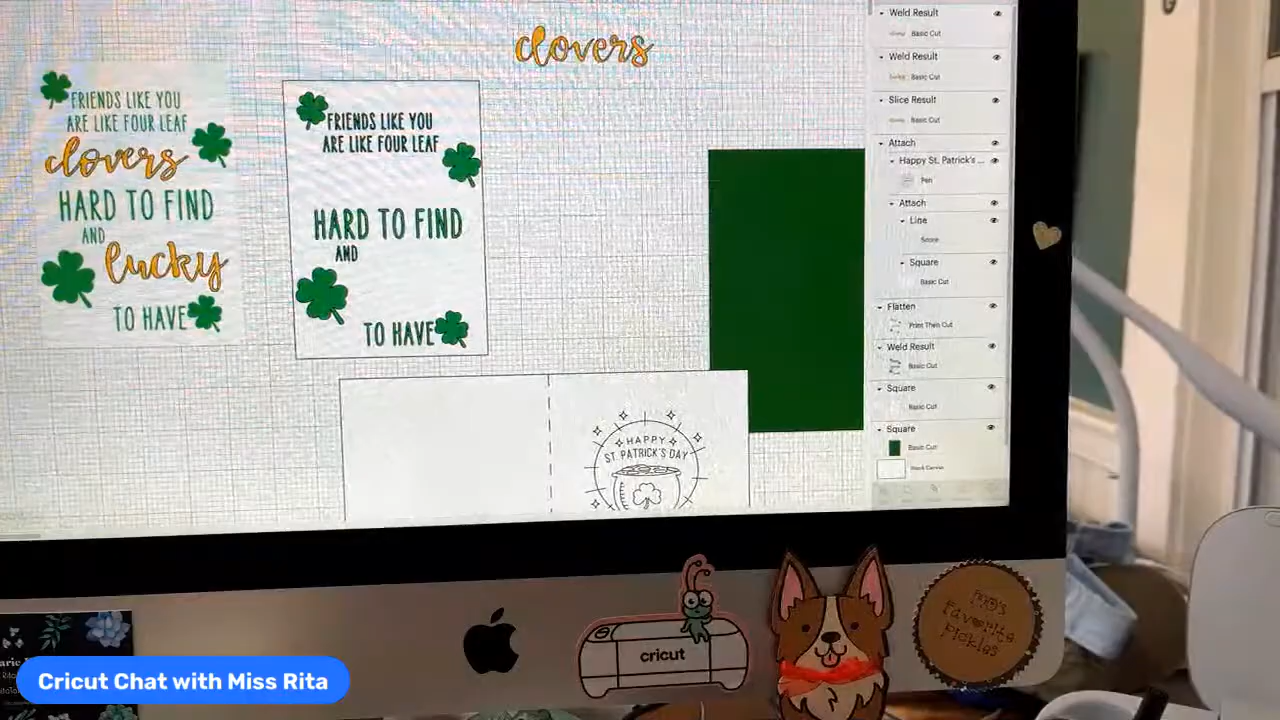 clovers
FRIENDS LIKE YOU
ARE LIKE FOUR LEAF
clovers
HARD TO FIND
AND
lucky
TO HAVE
FRIENDS LIKE YOU
ARE LIKE FOUR LEAF
HARD TO FIND
AND
TO HAVE
HAPPY
ST. PATRICK'S DAY
Weld Result
Basic Cut
Weld Result
Basic Cut
Slice Result
Basic Cut
Attach
Happy St. Patrick's ...
Pen
Attach
Line
Score
Square
Basic Cut
Flatten
Print Then Cut
Weld Result
Basic Cut
Square
Basic Cut
Square
Basic Cut
Blank Canvas
cricut
Favorite
Pickles
Cricut Chat with Miss Rita